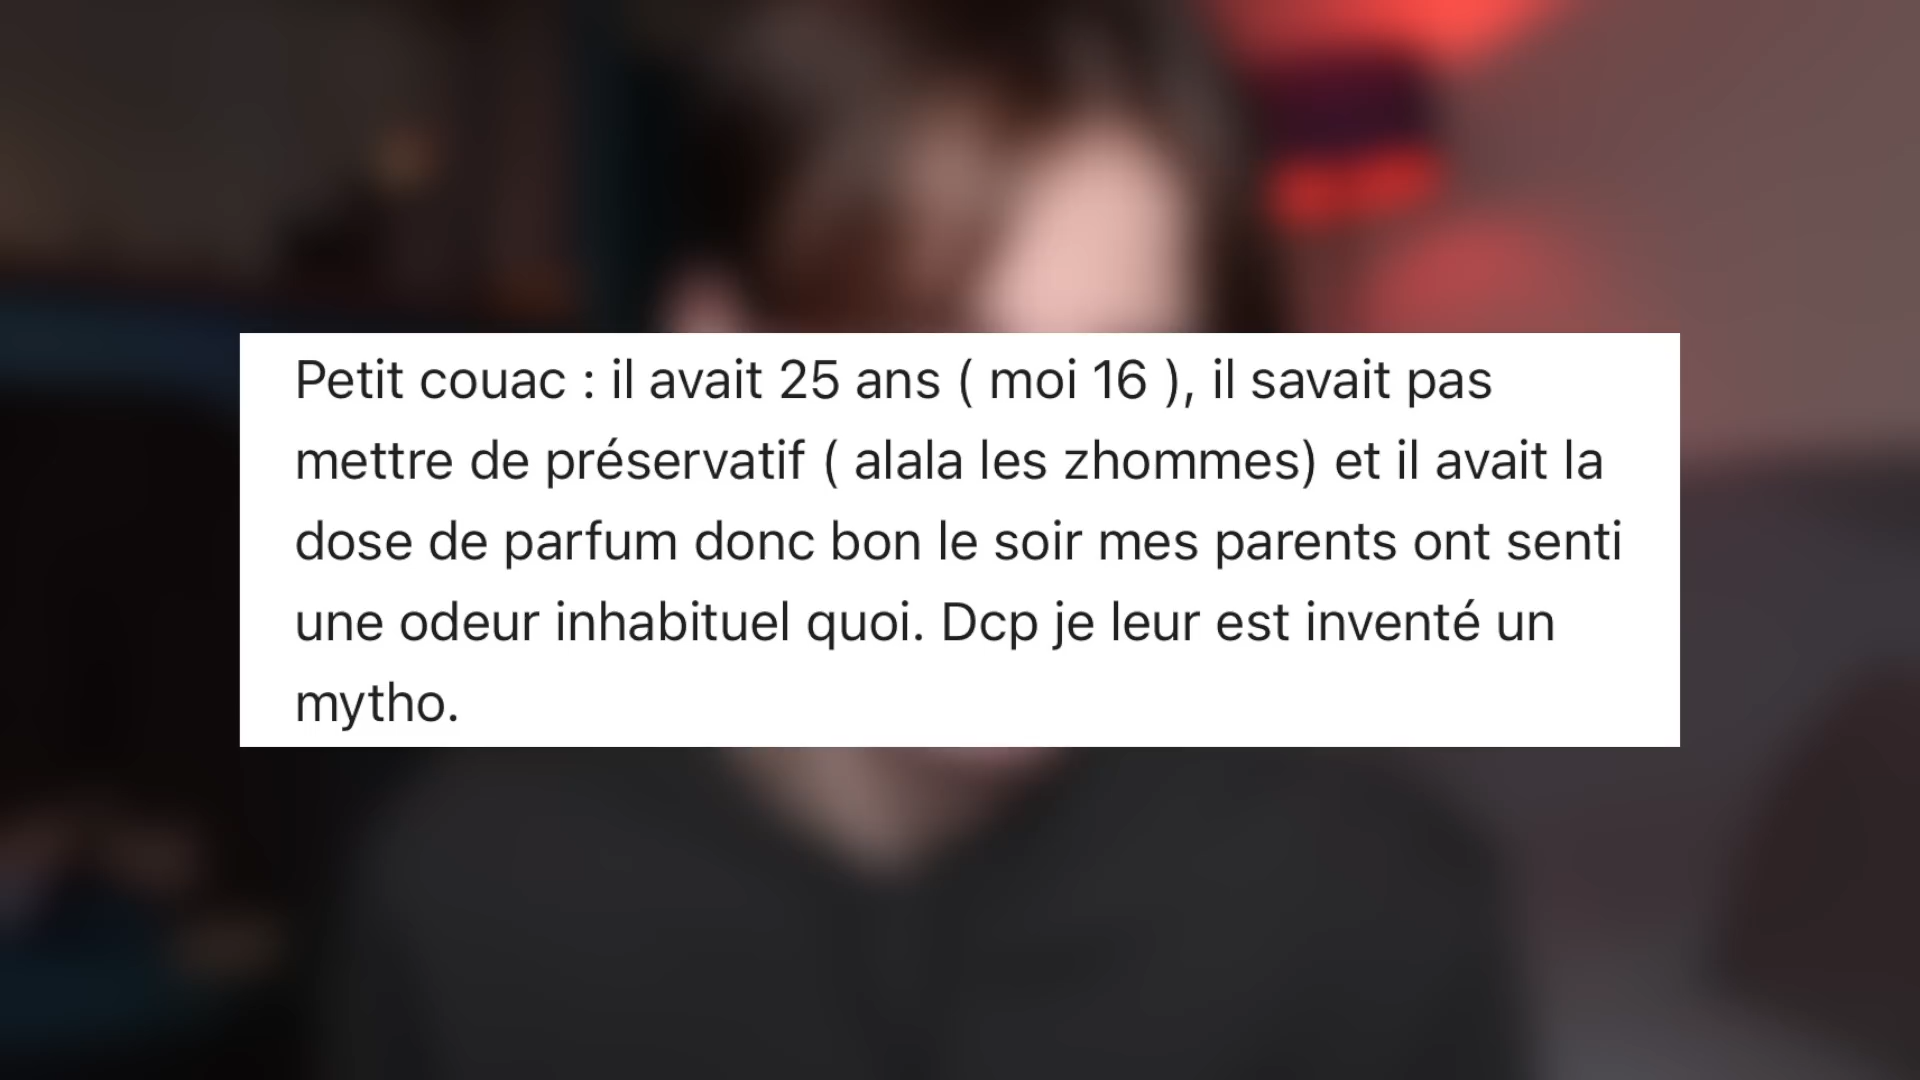 Petit couac : il avait 25 ans ( moi 16 ), il savait pas
mettre de préservatif ( alala les zhommes) et il avait la
dose de parfum donc bon le soir mes parents ont senti
une odeur inhabituel quoi. Dcp je leur est inventé un
mytho.